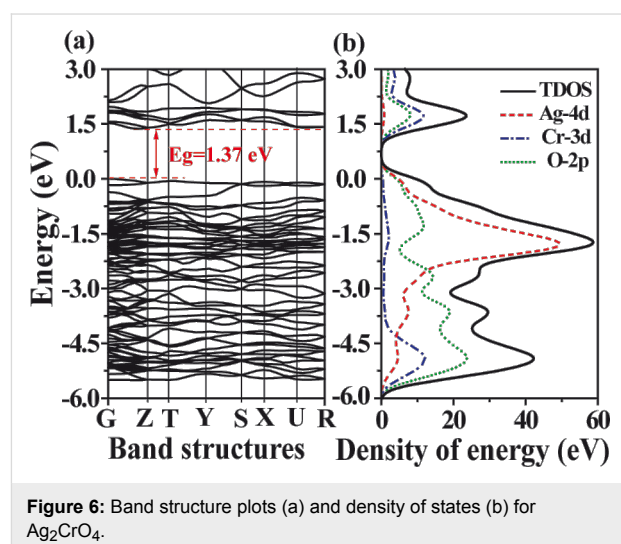 (a)
(b)
3.0
1.5
0.0
-1.5
-3.0
-4.5
-6.0
Energy (eV)
Eg=1.37 eV
G Z T Y S X U R
Band structures
3.0
1.5
0.0
-1.5
-3.0
-4.5
-6.0
TDOS
Ag-4d
Cr-3d
O-2p
0 20 40 60
Density of energy (eV)
Figure 6: Band structure plots (a) and density of states (b) for
Ag₂CrO₄.